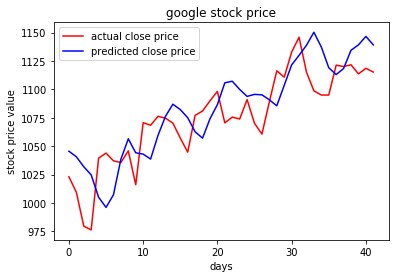 google stock price
actual close price
predicted close price
1150
1125
1100
1075
1050
1025
1000
975
stock price value
0
10
20
30
40
days